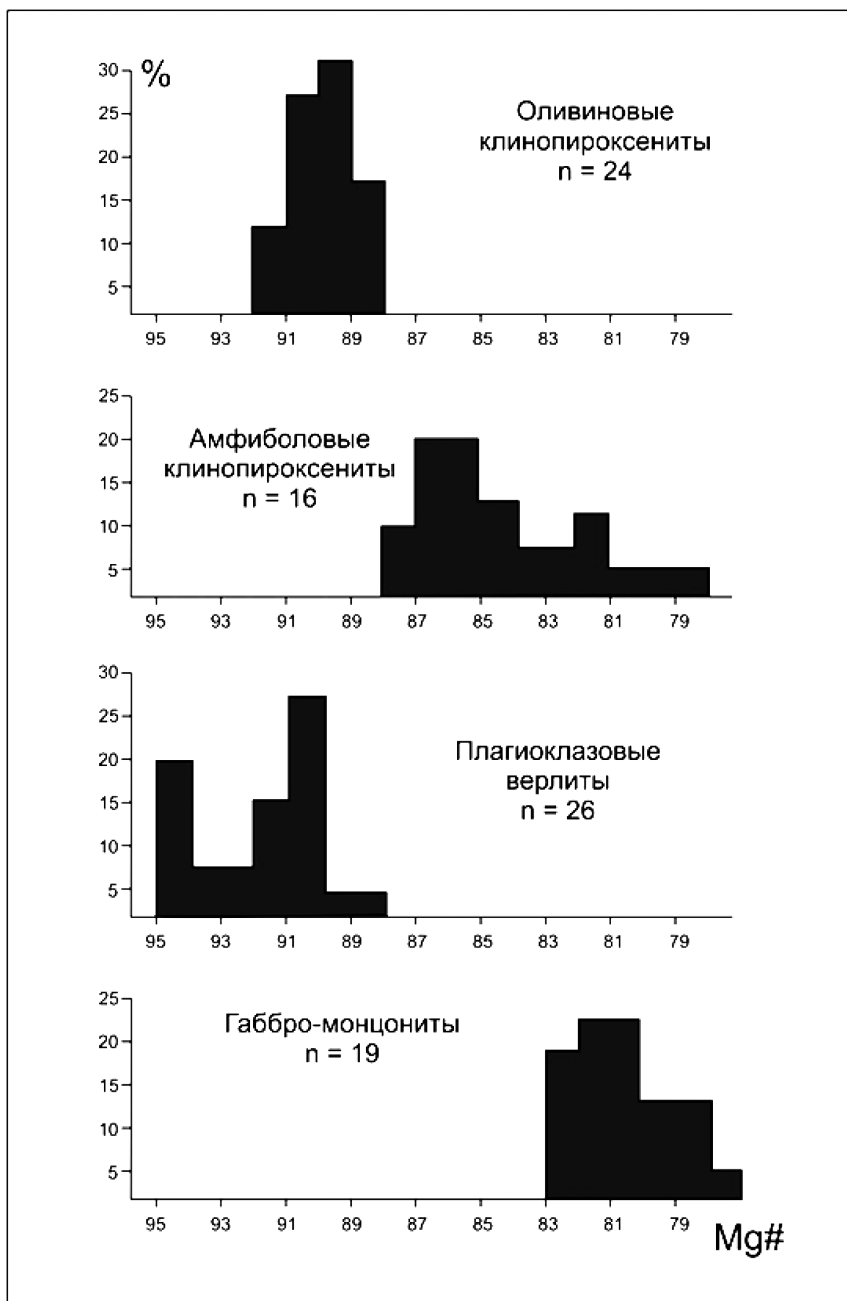 %
30
25
20
15
10
5
Оливиновые
клинопироксениты
n = 24
95 93 91 89 87 85 83 81 79
25
20
15
10
5
Амфиболовые
клинопироксениты
n = 16
95 93 91 89 87 85 83 81 79
30
25
20
15
10
5
Плагиоклазовые
верлиты
n = 26
95 93 91 89 87 85 83 81 79
25
20
15
10
5
Габбро-монцониты
n = 19
95 93 91 89 87 85 83 81 79
Mg#